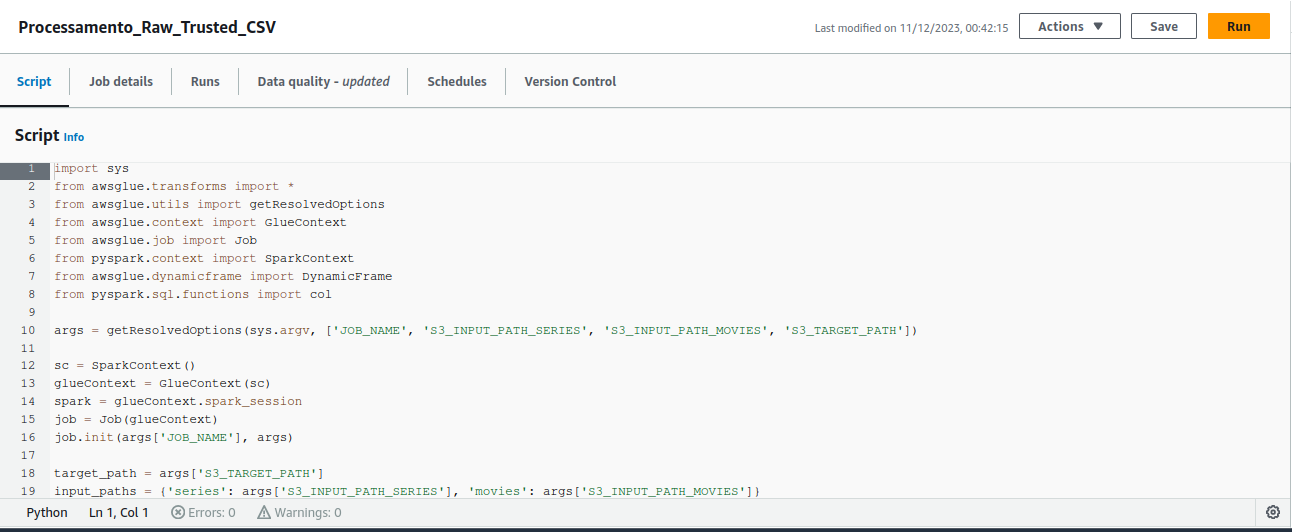 Processamento_Raw_Trusted_CSV
Last modified on 11/12/2023, 00:42:15 Actions ▼ Save Run
Script Job details Runs Data quality - updated Schedules Version Control
Script Info
1 import sys
2 from awsglue.transforms import *
3 from awsglue.utils import getResolvedOptions
4 from awsglue.context import GlueContext
5 from awsglue.job import Job
6 from pyspark.context import SparkContext
7 from awsglue.dynamicframe import DynamicFrame
8 from pyspark.sql.functions import col
9
10 args = getResolvedOptions(sys.argv, ['JOB_NAME', 'S3_INPUT_PATH_SERIES', 'S3_INPUT_PATH_MOVIES', 'S3_TARGET_PATH'])
11
12 sc = SparkContext()
13 glueContext = GlueContext(sc)
14 spark = glueContext.spark_session
15 job = Job(glueContext)
16 job.init(args['JOB_NAME'], args)
17
18 target_path = args['S3_TARGET_PATH']
19 input_paths = {'series': args['S3_INPUT_PATH_SERIES'], 'movies': args['S3_INPUT_PATH_MOVIES']}
Python Ln 1, Col 1 Errors: 0 Warnings: 0